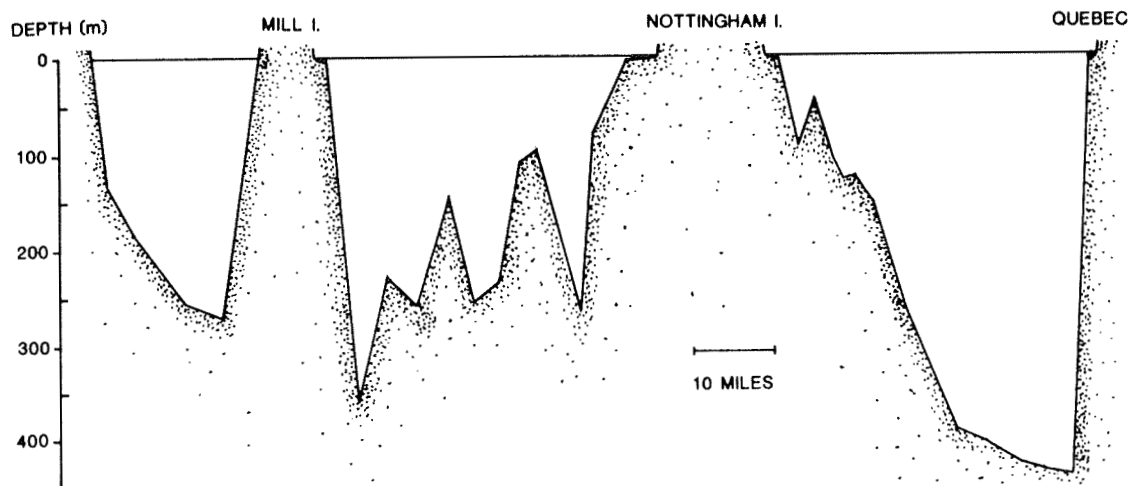 DEPTH (m)
MILL I.
NOTTINGHAM I.
QUEBEC
0
100
200
300
400
10 MILES